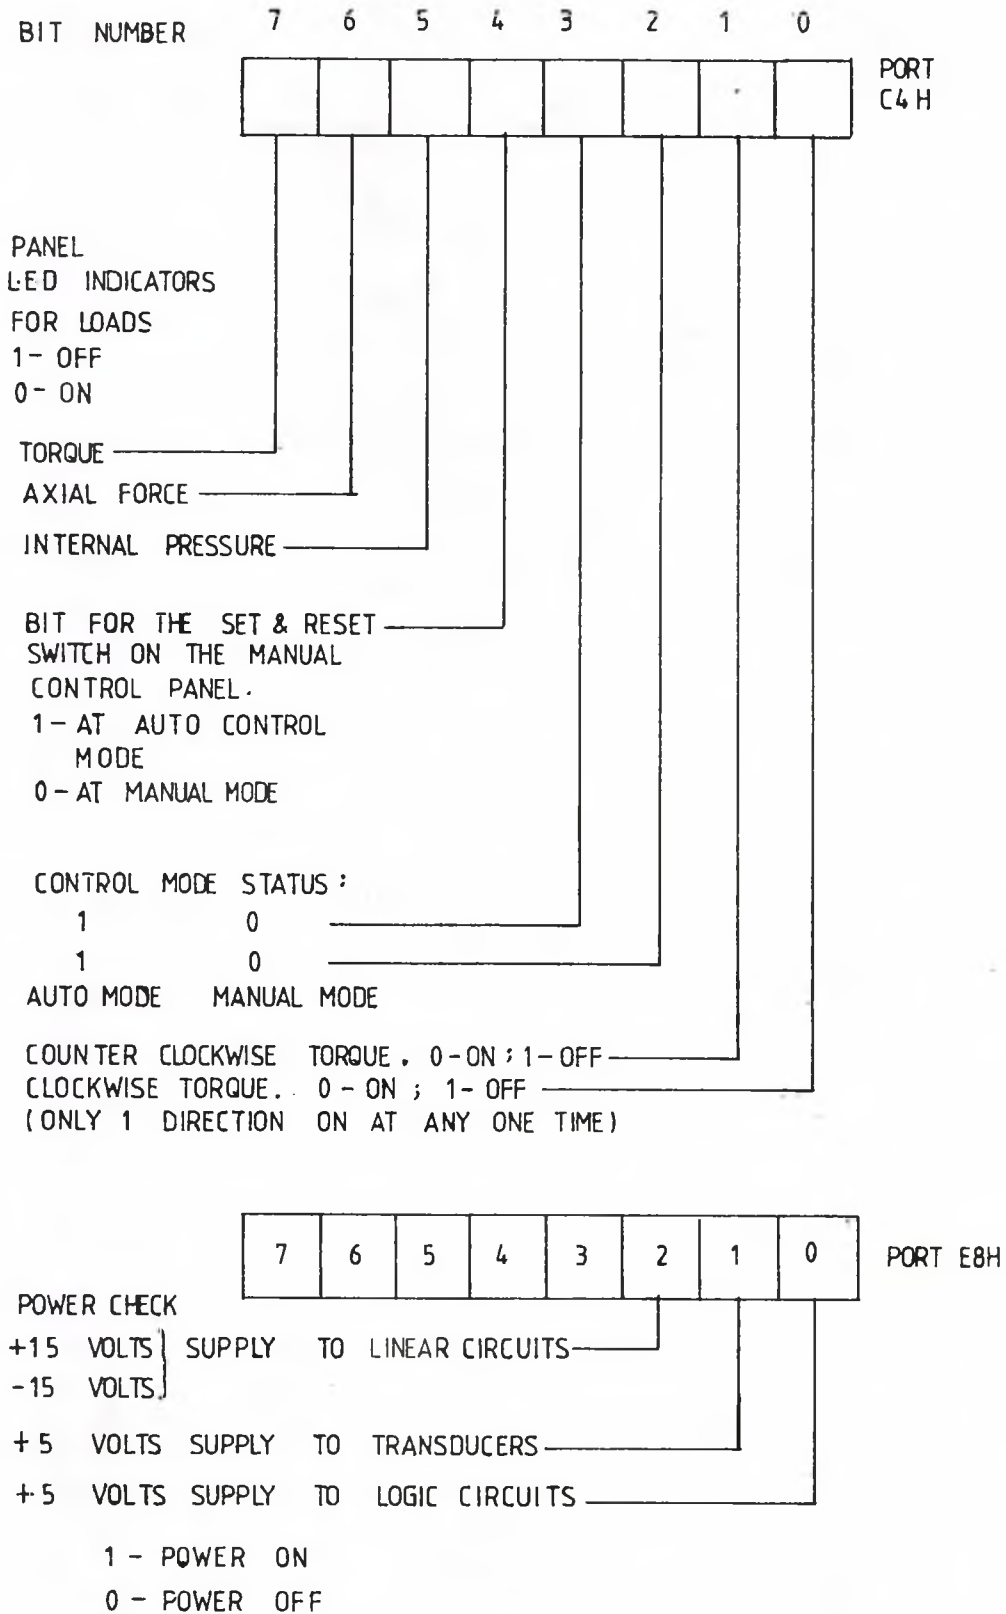 BIT NUMBER 7 6 5 4 3 2 1 0
PORT
C4H
PANEL
LED INDICATORS
FOR LOADS
1- OFF
0- ON
TORQUE
AXIAL FORCE
INTERNAL PRESSURE
BIT FOR THE SET & RESET
SWITCH ON THE MANUAL
CONTROL PANEL.
1- AT AUTO CONTROL
MODE
0- AT MANUAL MODE
CONTROL MODE STATUS:
1 0
1 0
AUTO MODE MANUAL MODE
COUNTER CLOCKWISE TORQUE. 0-ON; 1-OFF
CLOCKWISE TORQUE. 0-ON ; 1-OFF
(ONLY 1 DIRECTION ON AT ANY ONE TIME)
7 6 5 4 3 2 1 0 PORT E8H
POWER CHECK
+15 VOLTS } SUPPLY TO LINEAR CIRCUITS
-15 VOLTS
+5 VOLTS SUPPLY TO TRANSDUCERS
+5 VOLTS SUPPLY TO LOGIC CIRCUITS
1 - POWER ON
0 - POWER OFF